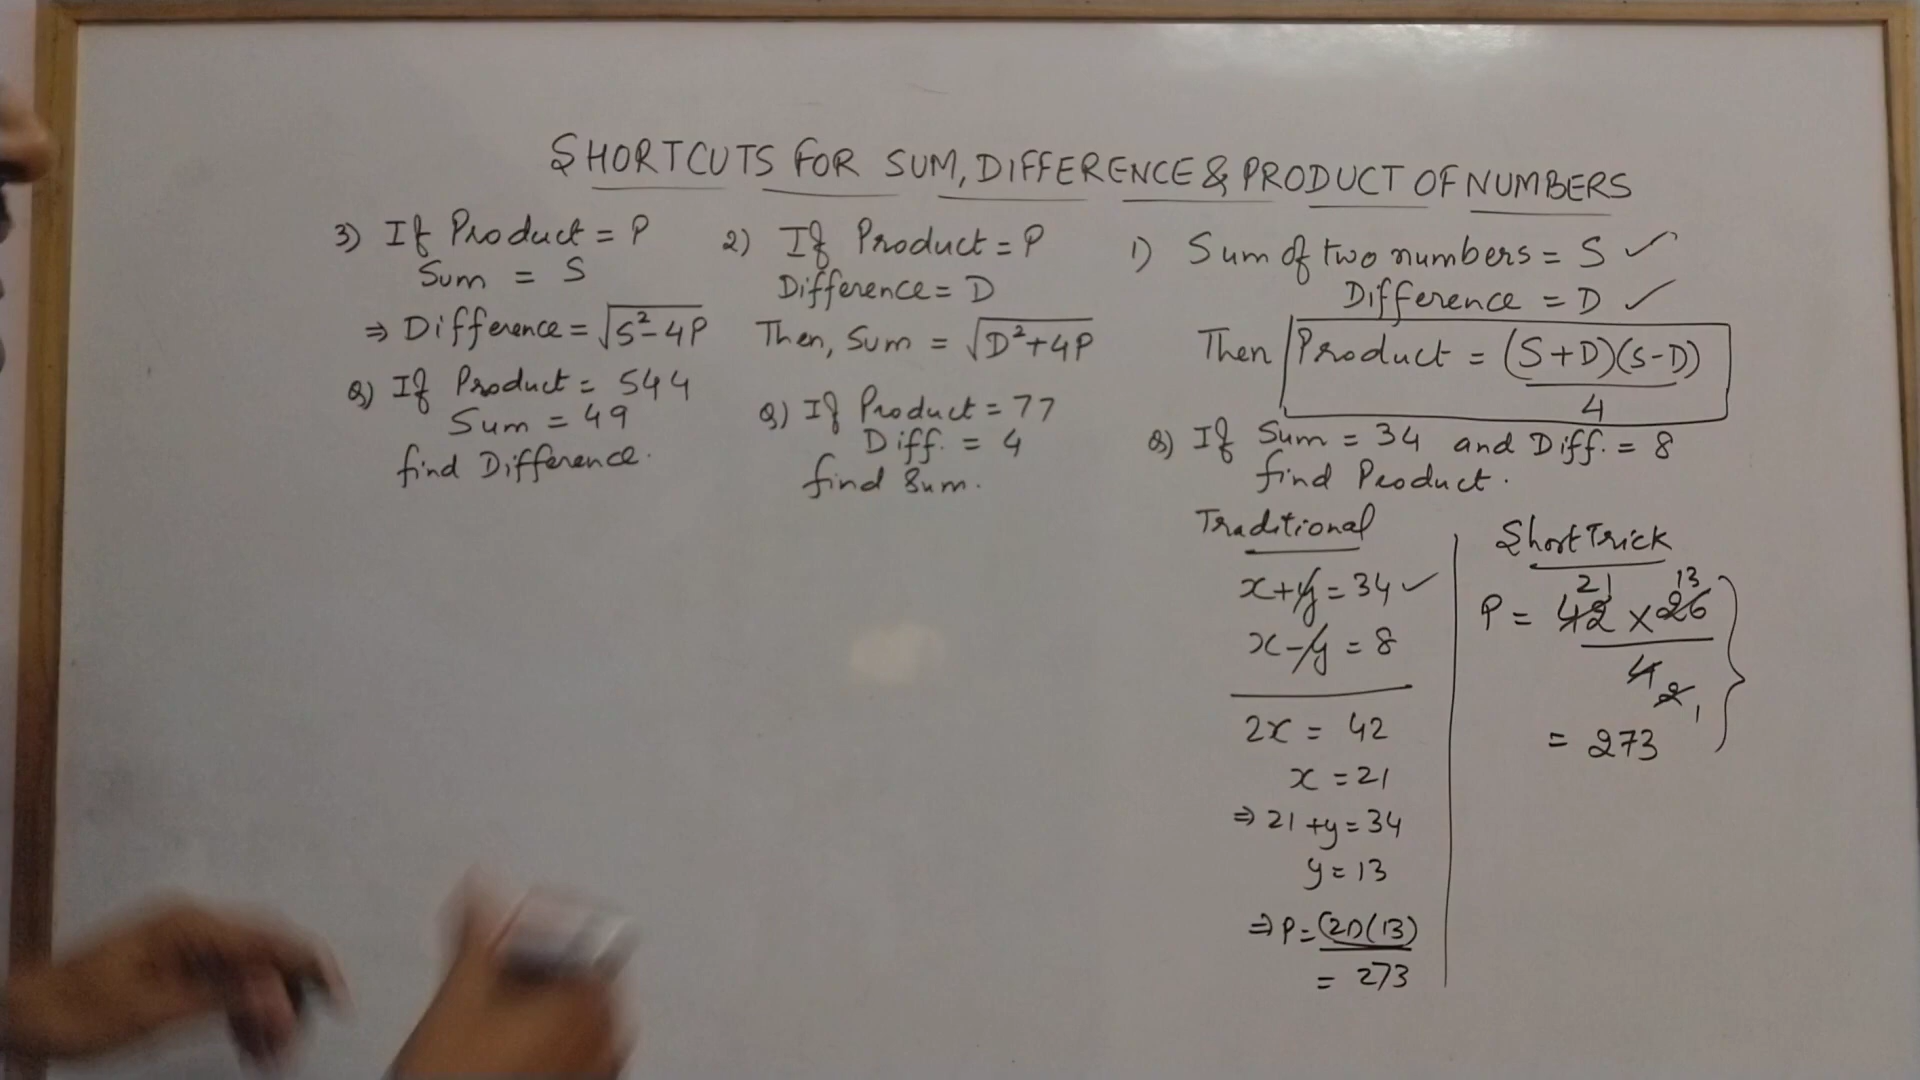 SHORTCUTS FOR SUM, DIFFERENCE & PRODUCT OF NUMBERS
3) If Product = P
Sum = S
⇒ Difference = √(S²-4P)
Q) If Product = 544
Sum = 49
find Difference.
2) If Product = P
Difference = D
Then, Sum = √(D²+4P)
Q) If Product = 77
Diff. = 4
find Sum.
1) Sum of two numbers = S ✓
Difference = D ✓
Then Product = (S+D)(S-D)
4
Q) If Sum = 34 and Diff. = 8
find Product.
Traditional
x+y = 34 ✓
x-y = 8
2x = 42
x = 21
⇒ 21+y = 34
y = 13
⇒ P = (21)(13)
= 273
Short Trick
21 13
P = 42 × 26
4 2 1
= 273